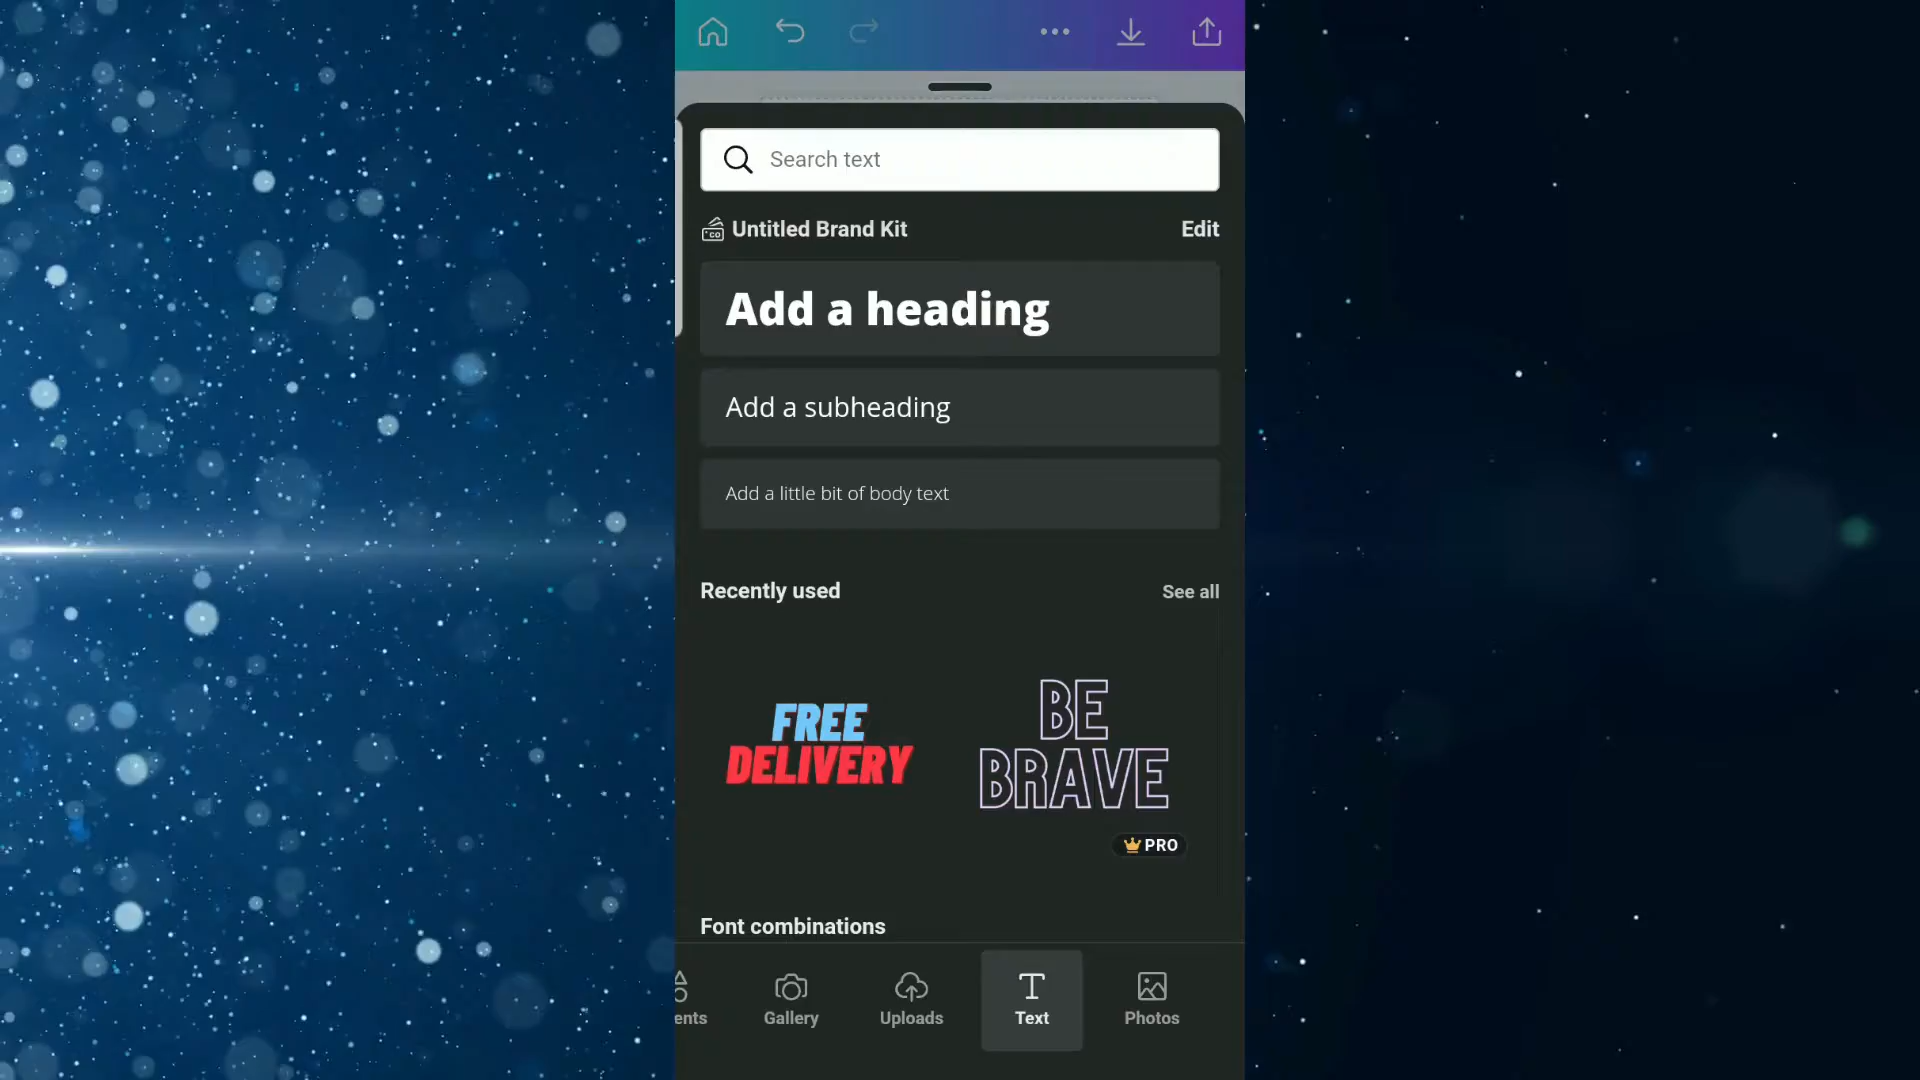 Search text
CO Untitled Brand Kit Edit
Add a heading
Add a subheading
Add a little bit of body text
Recently used See all
FREE
DELIVERY
BE
BRAVE
PRO
Font combinations
ents Gallery Uploads Text Photos